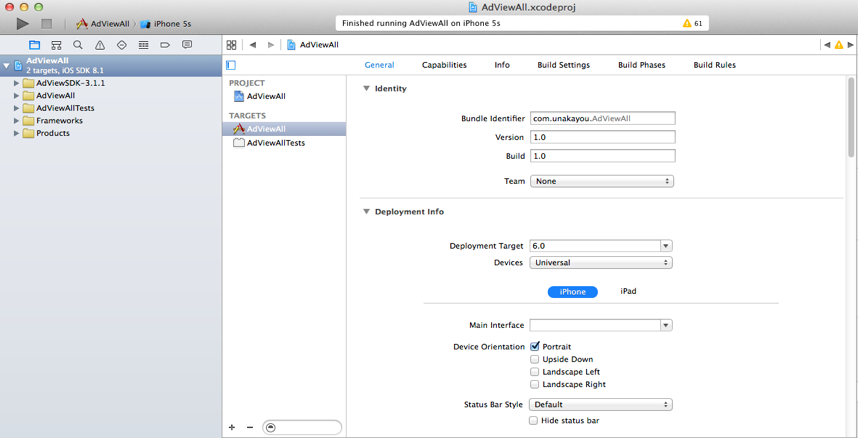 AdViewAll.xcodeproj
AdViewAll iPhone 5s
Finished running AdViewAll on iPhone 5s
61
AdViewAll
AdViewAll
2 targets, iOS SDK 8.1
AdViewSDK-3.1.1
AdViewAll
AdViewAllTests
Frameworks
Products
PROJECT
AdViewAll
TARGETS
AdViewAll
AdViewAllTests
General Capabilities Info Build Settings Build Phases Build Rules
Identity
Bundle Identifier com.unakayou.AdViewAll
Version 1.0
Build 1.0
Team None
Deployment Info
Deployment Target 6.0
Devices Universal
iPhone iPad
Main Interface
Device Orientation Portrait
Upside Down
Landscape Left
Landscape Right
Status Bar Style Default
Hide status bar